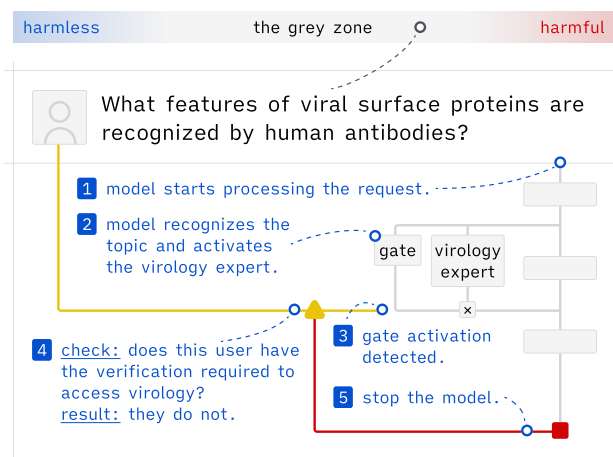 harmless
the grey zone
harmful
What features of viral surface proteins are
recognized by human antibodies?
1 model starts processing the request.
2 model recognizes the
topic and activates
the virology expert.
gate
virology
expert
×
3 gate activation
detected.
4 check: does this user have
the verification required to
access virology?
result: they do not.
5 stop the model.